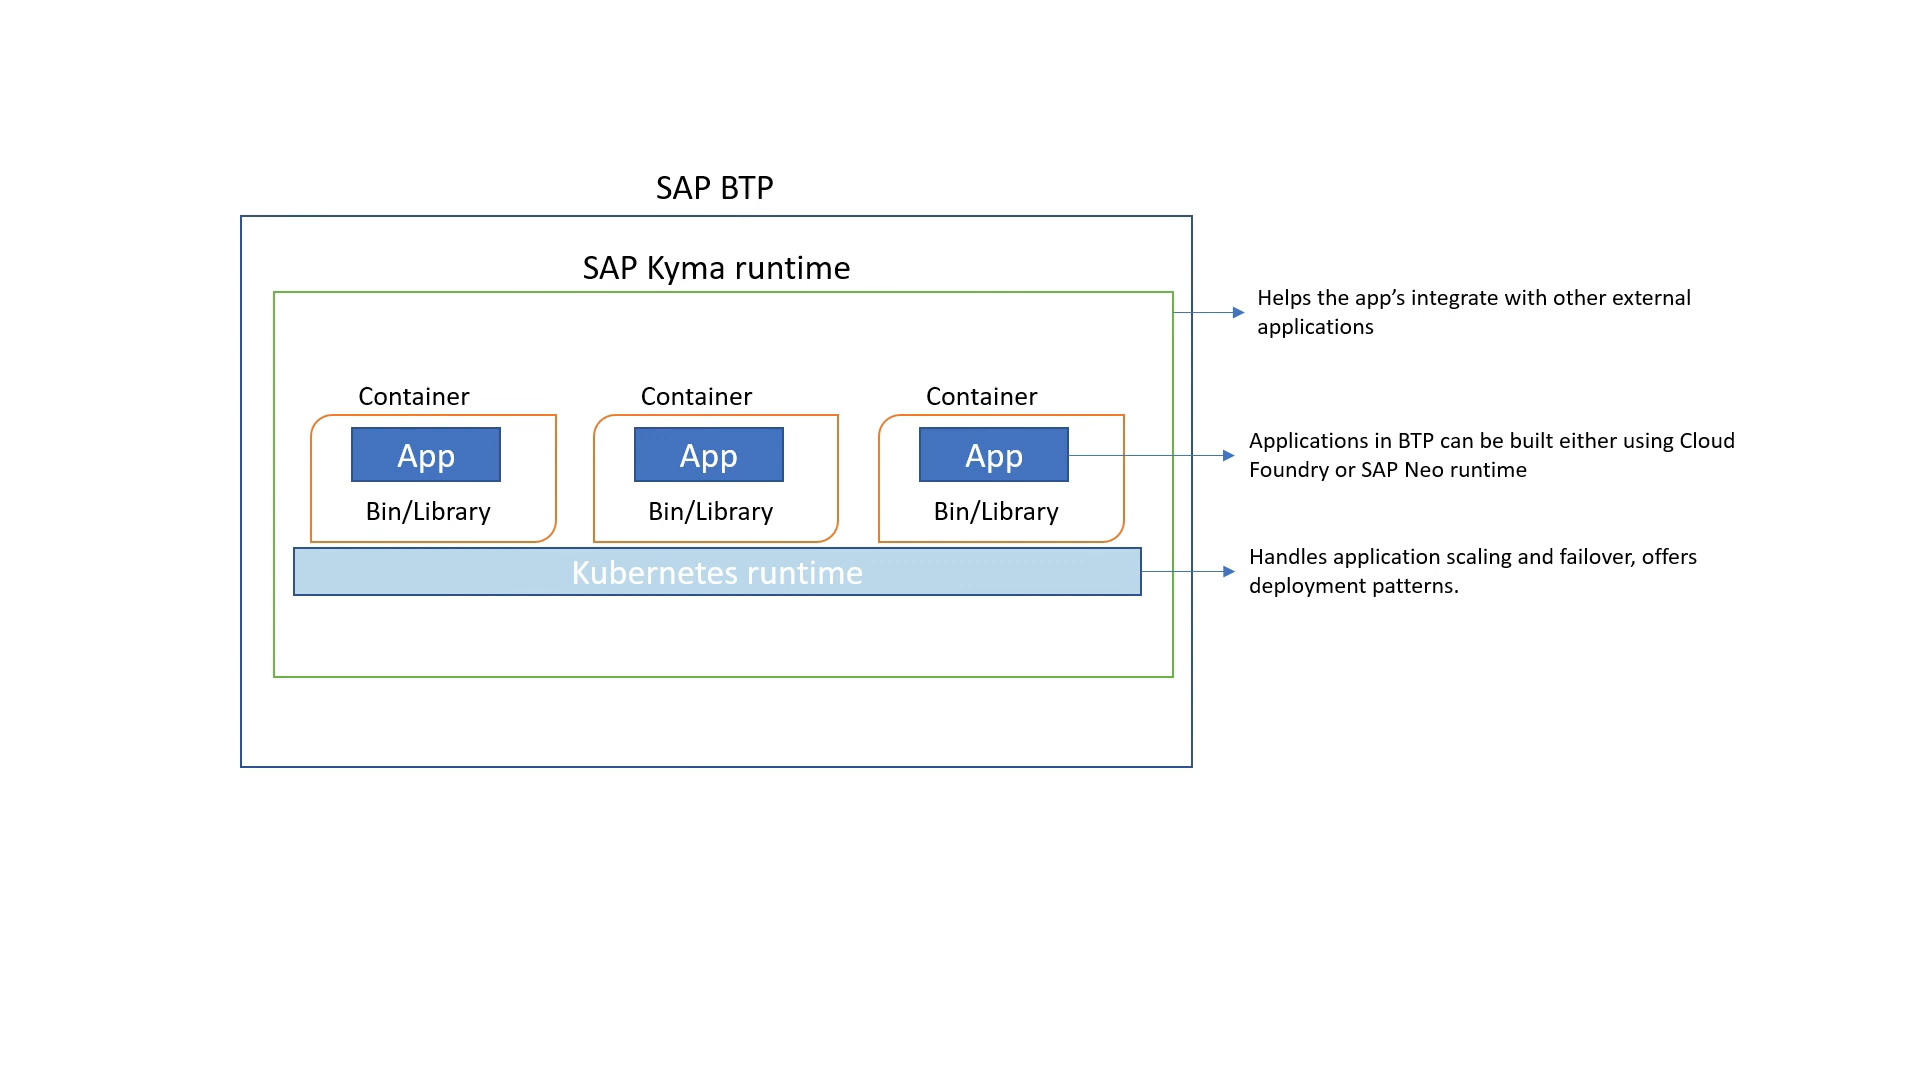 SAP BTP
SAP Kyma runtime
Helps the app’s integrate with other external
applications
Container
Container
Container
App
App
App
Applications in BTP can be built either using Cloud
Foundry or SAP Neo runtime
Bin/Library
Bin/Library
Bin/Library
Kubernetes runtime
Handles application scaling and failover, offers
deployment patterns.